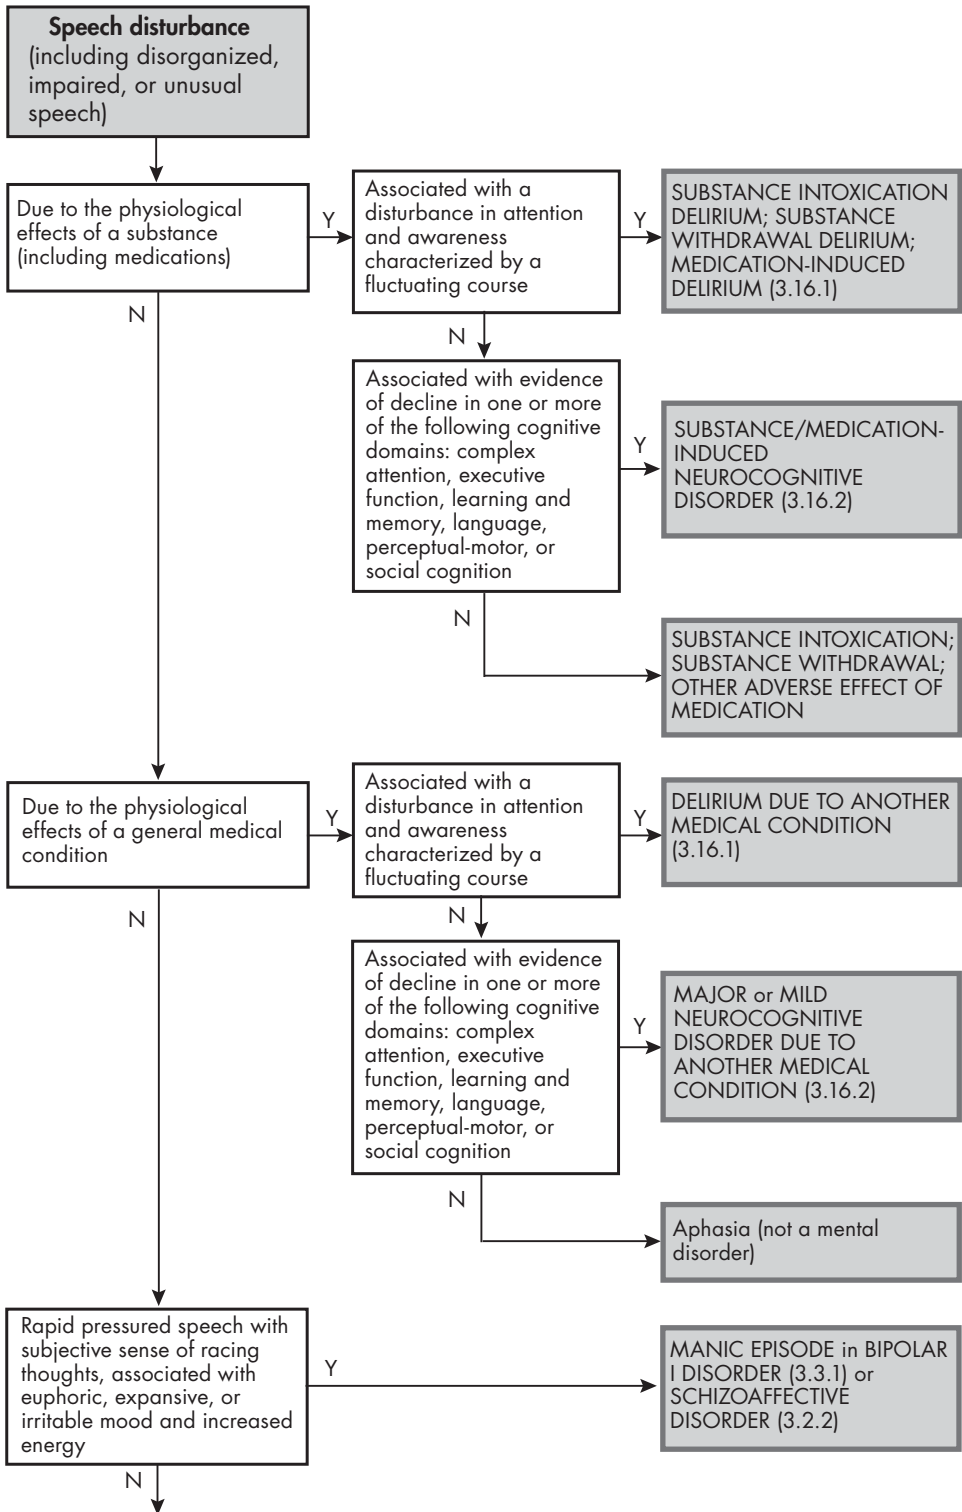 Speech disturbance
(including disorganized,
impaired, or unusual
speech)
Due to the physiological
effects of a substance
(including medications)
Y
Associated with a
disturbance in attention
and awareness
characterized by a
fluctuating course
Y
SUBSTANCE INTOXICATION
DELIRIUM; SUBSTANCE
WITHDRAWAL DELIRIUM;
MEDICATION-INDUCED
DELIRIUM (3.16.1)
N
N
Associated with evidence
of decline in one or more
of the following cognitive
domains: complex
attention, executive
function, learning and
memory, language,
perceptual-motor, or
social cognition
Y
SUBSTANCE/MEDICATION-
INDUCED
NEUROCOGNITIVE
DISORDER (3.16.2)
N
SUBSTANCE INTOXICATION;
SUBSTANCE WITHDRAWAL;
OTHER ADVERSE EFFECT OF
MEDICATION
Due to the physiological
effects of a general medical
condition
Y
Associated with a
disturbance in attention
and awareness
characterized by a
fluctuating course
Y
DELIRIUM DUE TO ANOTHER
MEDICAL CONDITION
(3.16.1)
N
N
Associated with evidence
of decline in one or more
of the following cognitive
domains: complex
attention, executive
function, learning and
memory, language,
perceptual-motor, or
social cognition
Y
MAJOR or MILD
NEUROCOGNITIVE
DISORDER DUE TO
ANOTHER MEDICAL
CONDITION (3.16.2)
N
Aphasia (not a mental
disorder)
Rapid pressured speech with
subjective sense of racing
thoughts, associated with
euphoric, expansive, or
irritable mood and increased
energy
Y
MANIC EPISODE in BIPOLAR
I DISORDER (3.3.1) or
SCHIZOAFFECTIVE
DISORDER (3.2.2)
N